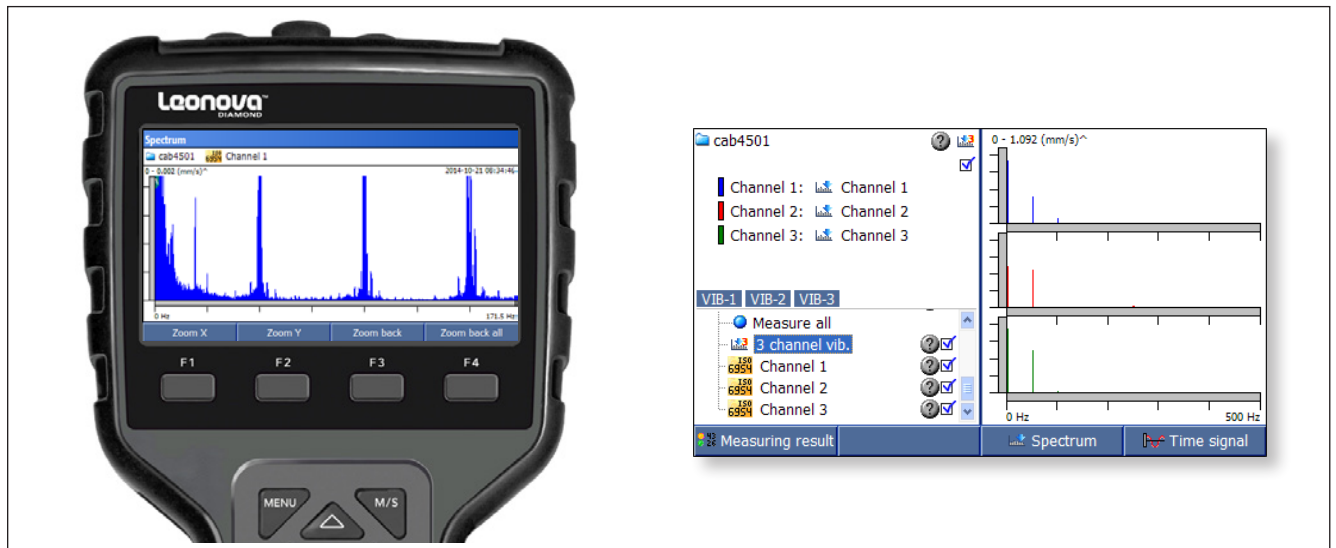 Leonova™
DIAMOND
Spectrum
cab4501 ISO 6954 Channel 1
0 - 0.002 (mm/s)^ 2014-10-21 08:34:46
0 Hz 171.5 Hz
Zoom X Zoom Y Zoom back Zoom back all
F1 F2 F3 F4
MENU M/S
cab4501
Channel 1: Channel 1
Channel 2: Channel 2
Channel 3: Channel 3
VIB-1 VIB-2 VIB-3
Measure all
3 channel vib.
ISO 6954 Channel 1
ISO 6954 Channel 2
ISO 6954 Channel 3
Measuring result
0 - 1.092 (mm/s)^
0 Hz 500 Hz
Spectrum Time signal